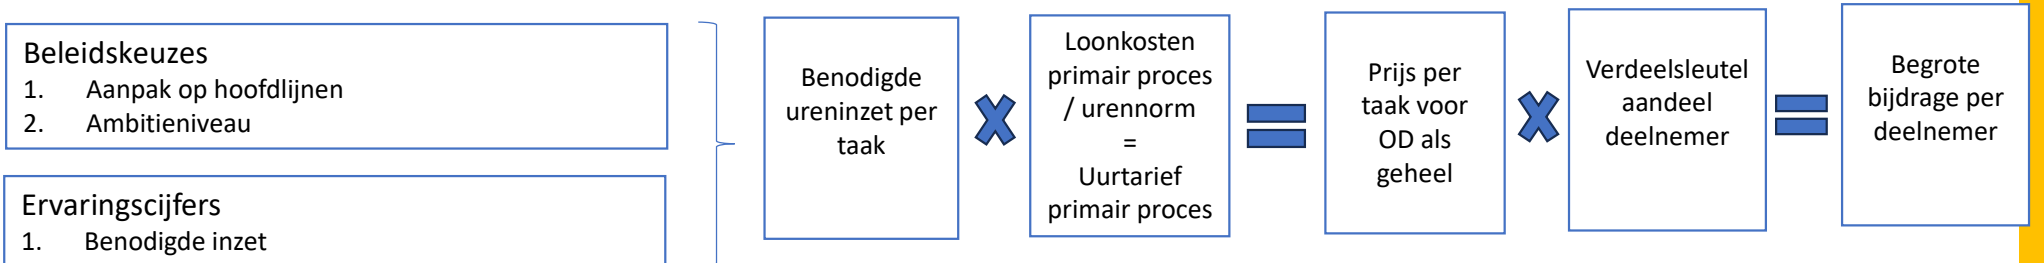 Beleidskeuzes
1. Aanpak op hoofdlijnen
2. Ambitieniveau
Ervaringscijfers
1. Benodigde inzet
Benodigde
ureninzet per
taak
Loonkosten
primair proces
/ urennorm
=
Uurtarief
primair proces
Prijs per
taak voor
OD als
geheel
Verdeelsleutel
aandeel
deelnemer
Begrote
bijdrage per
deelnemer